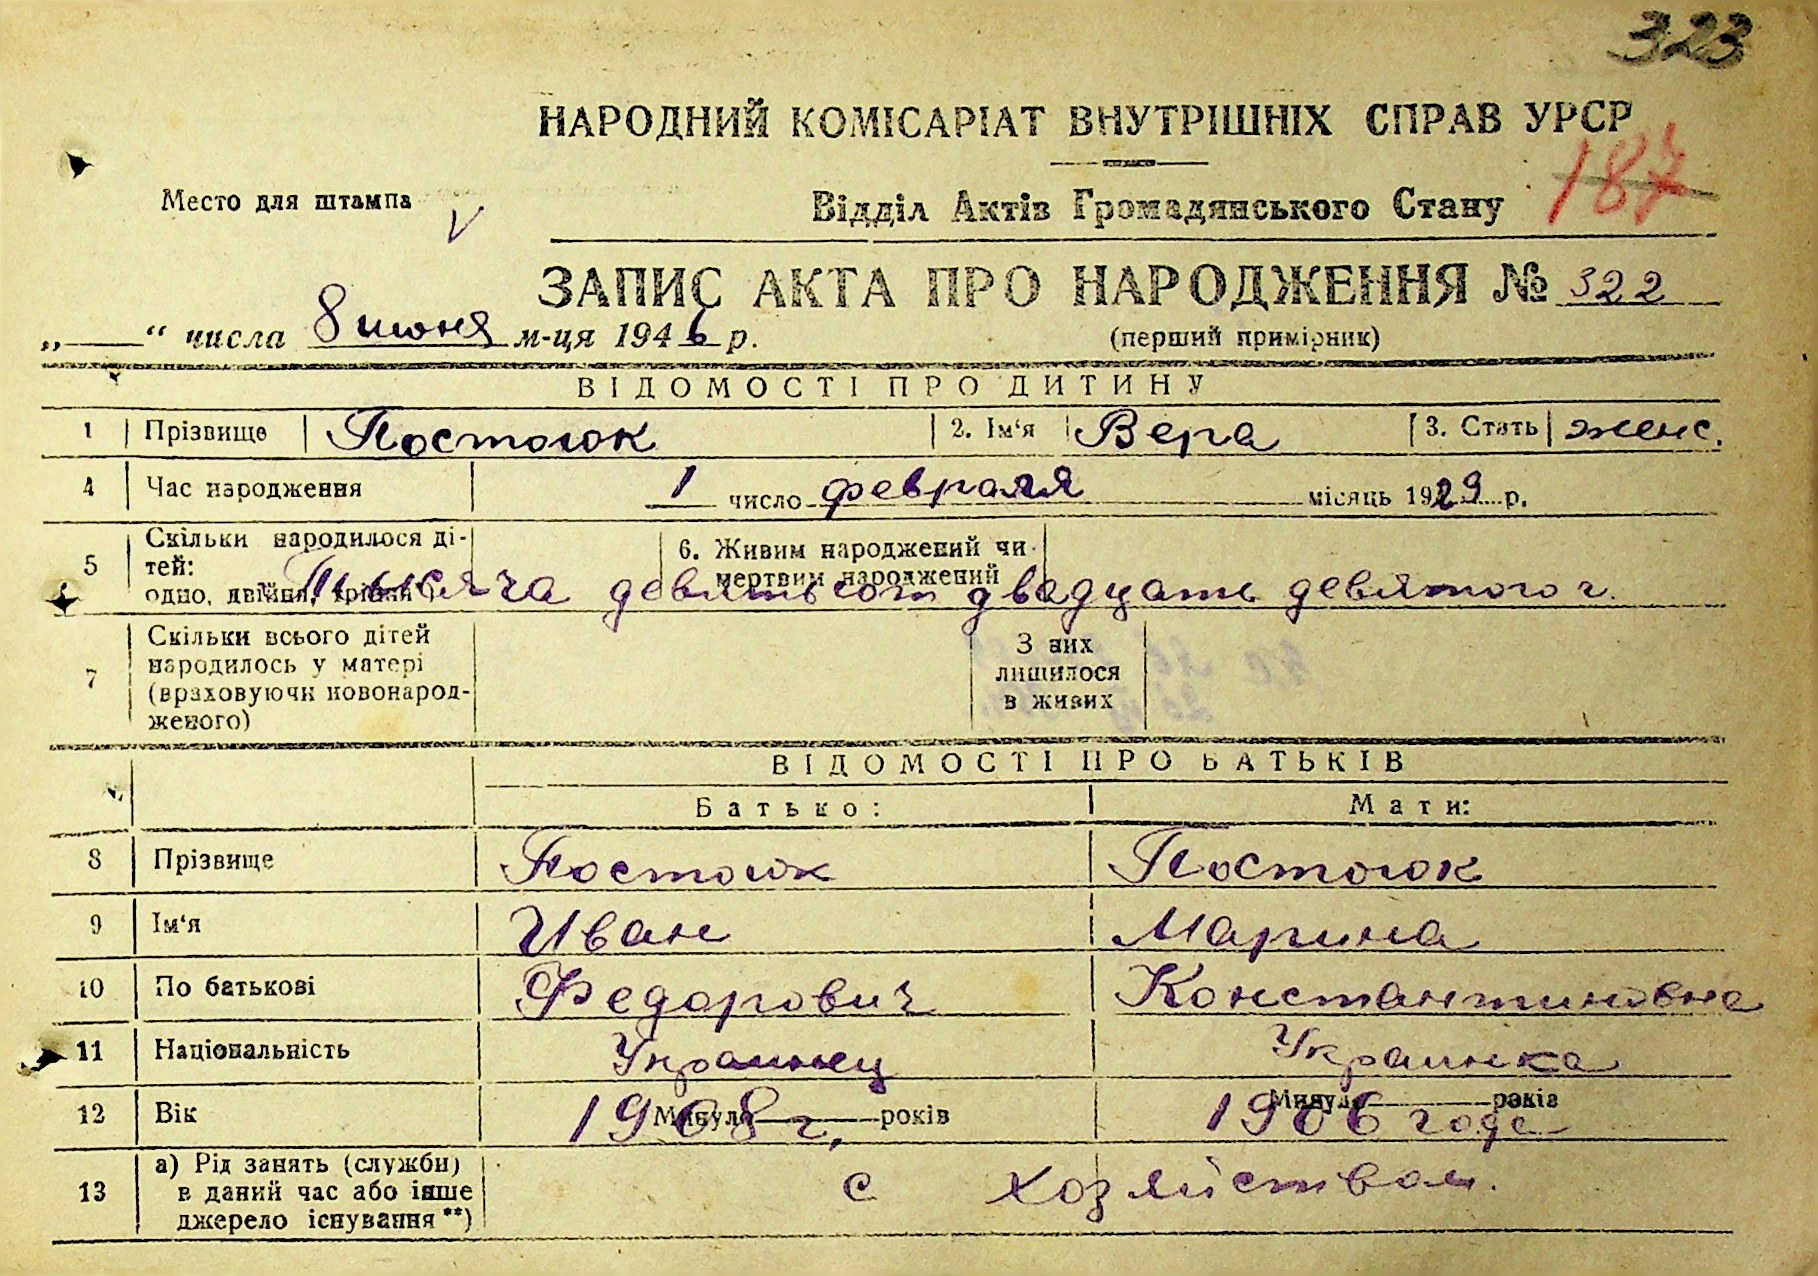 323
НАРОДНИЙ КОМІСАРІАТ ВНУТРІШНІХ СПРАВ УРСР
187
Место для штампа
Відділ Актів Громадянського Стану
ЗАПИС АКТА ПРО НАРОДЖЕННЯ № 322
„ “ числа 8 июня м-ця 1946 р.
(перший примірник)
ВІДОМОСТІ ПРО ДИТИНУ
1 Прізвище Постоюк 2. Ім‘я Вера 3. Стать женс.
4 Час народження 1 число февраля місяць 1929 р.
5 Скільки народилося дітей: одно, двійня, трійня 6. Живим народжений чи мертвим народжений
Тысяча девятьсот двадцать девятого г.
7 Скільки всього дітей народилось у матері (враховуючи новонародженого) З них лишилося в живих
ВІДОМОСТІ ПРО БАТЬКІВ
Батько: Мати:
8 Прізвище Постоюк Постоюк
9 Ім‘я Иван Марина
10 По батькові Федорович Константиновна
11 Національність Украинец Украинка
12 Вік Минуло років 1908 г. Минуло років 1906 года
13 а) Рід занять (служби) в даний час або інше джерело існування **) с хозяйством.